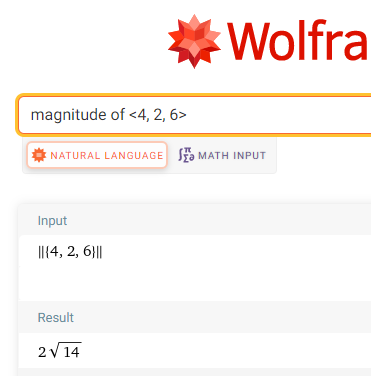 Wolfra
magnitude of <4, 2, 6>
NATURAL LANGUAGE
∫π Σ∂ MATH INPUT
Input
||{4, 2, 6}||
Result
2 √14